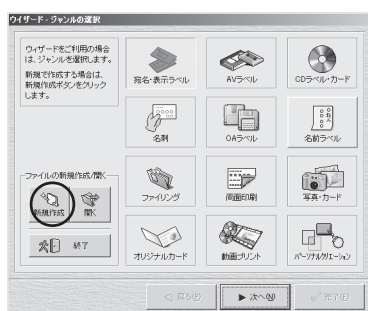 ウィザード - ジャンルの選択
ウィザードをご利用の場合
は、ジャンルを選択します。
新規で作成する場合は、
新規作成ボタンをクリック
します。
宛名・表示ラベル
AVラベル
CDラベル・カード
名刺
OAラベル
名前ラベル
ファイルの新規作成/開く
新規作成
開く
ファイリング
両面印刷
写真・カード
終了
オリジナルカード
動画プリント
パーソナルクリエーション
戻る(B)
次へ(N)
完了(F)